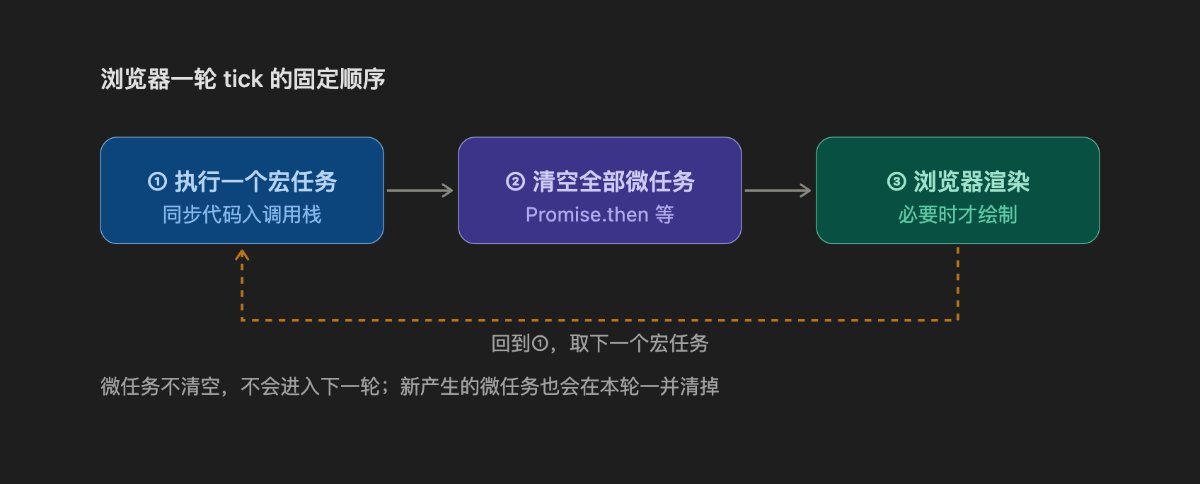 浏览器一轮 tick 的固定顺序
① 执行一个宏任务
同步代码入调用栈
② 清空全部微任务
Promise.then 等
③ 浏览器渲染
必要时才绘制
回到①，取下一个宏任务
微任务不清空，不会进入下一轮；新产生的微任务也会在本轮一并清掉